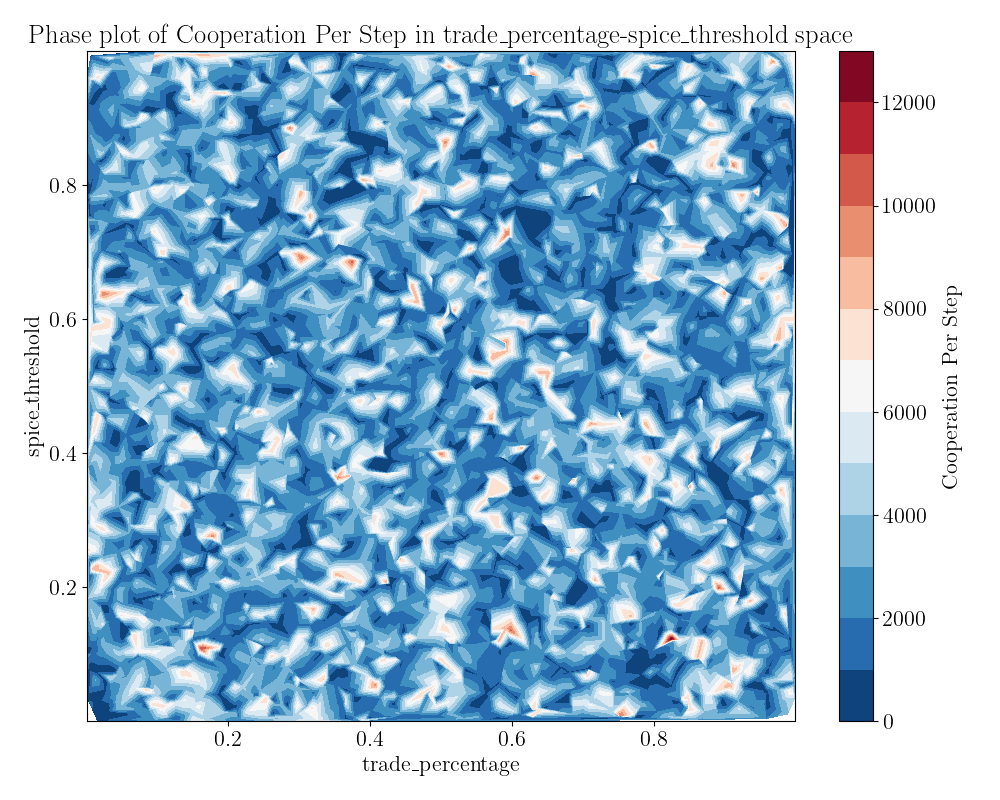 Phase plot of Cooperation Per Step in trade_percentage-spice_threshold space
12000
10000
8000
6000
4000
2000
0
Cooperation Per Step
0.8
0.6
0.4
0.2
spice_threshold
0.2 0.4 0.6 0.8
trade_percentage